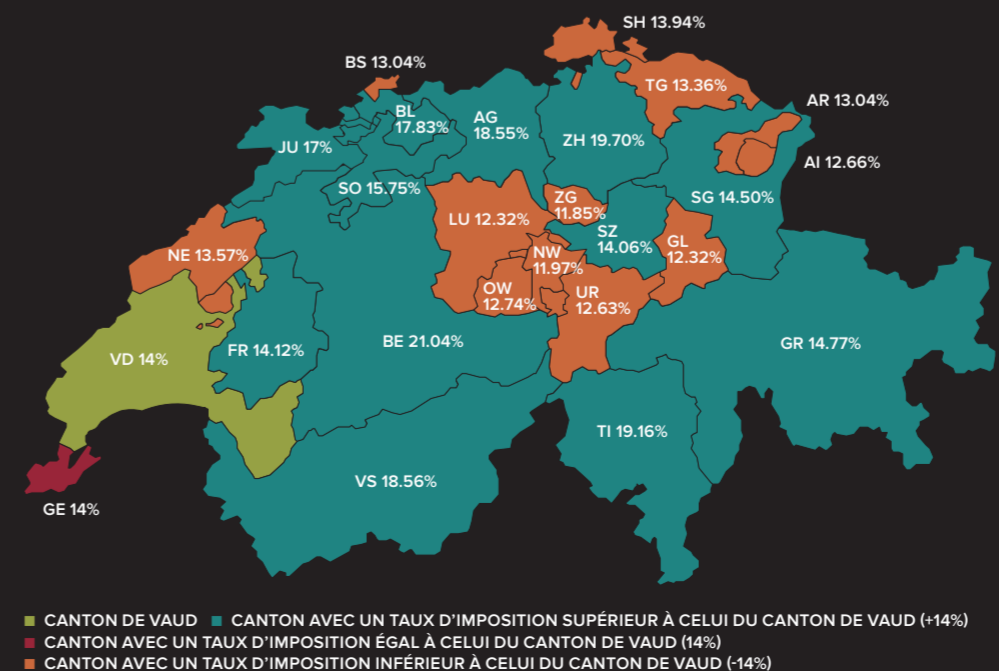 SH 13.94%
BS 13.04%
TG 13.36%
AR 13.04%
BL
17.83%
AG
18.55%
ZH 19.70%
JU 17%
AI 12.66%
SO 15.75%
ZG
11.85%
SG 14.50%
LU 12.32%
SZ
14.06%
GL
12.32%
NE 13.57%
NW
11.97%
OW
12.74%
UR
12.63%
VD 14%
FR 14.12%
BE 21.04%
GR 14.77%
TI 19.16%
VS 18.56%
GE 14%
CANTON DE VAUD CANTON AVEC UN TAUX D’IMPOSITION SUPÉRIEUR À CELUI DU CANTON DE VAUD (+14%)
CANTON AVEC UN TAUX D’IMPOSITION ÉGAL À CELUI DU CANTON DE VAUD (14%)
CANTON AVEC UN TAUX D’IMPOSITION INFÉRIEUR À CELUI DU CANTON DE VAUD (-14%)